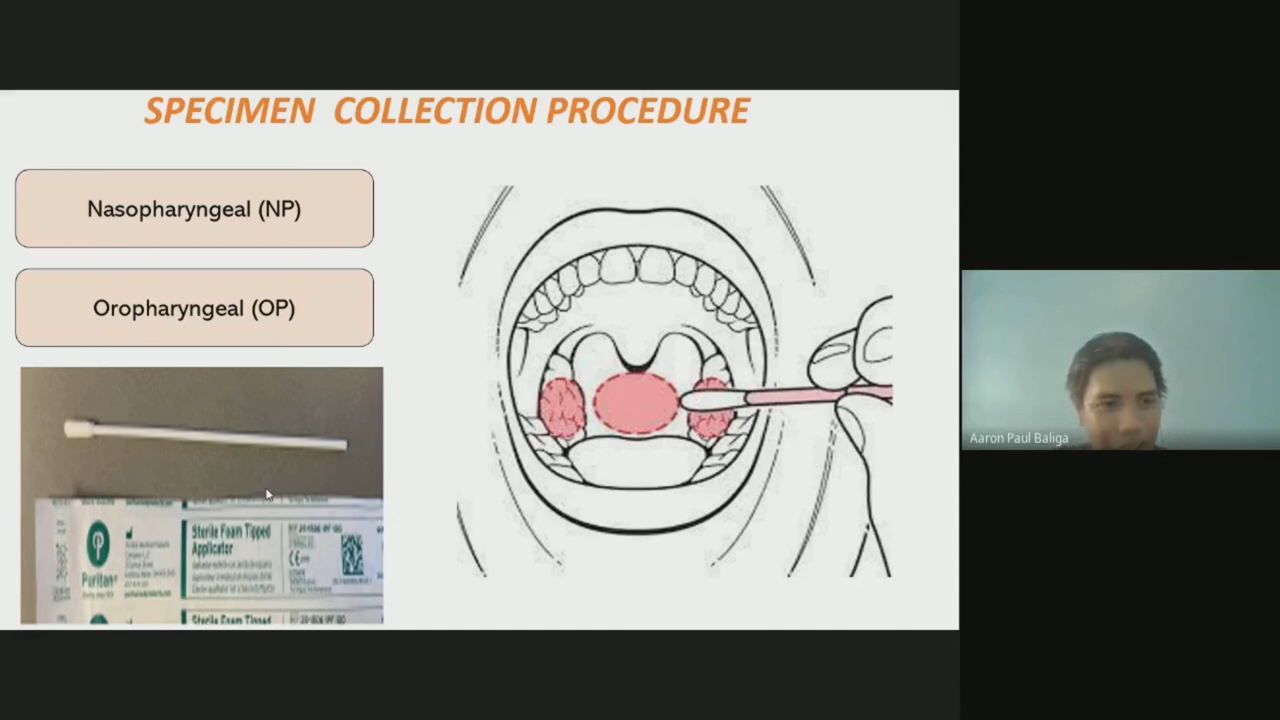 SPECIMEN COLLECTION PROCEDURE
Nasopharyngeal (NP)
Oropharyngeal (OP)
Puritan
Sterile Foam Tipped
Applicator
Sterile Foam Tipped
Aaron Paul Baliga